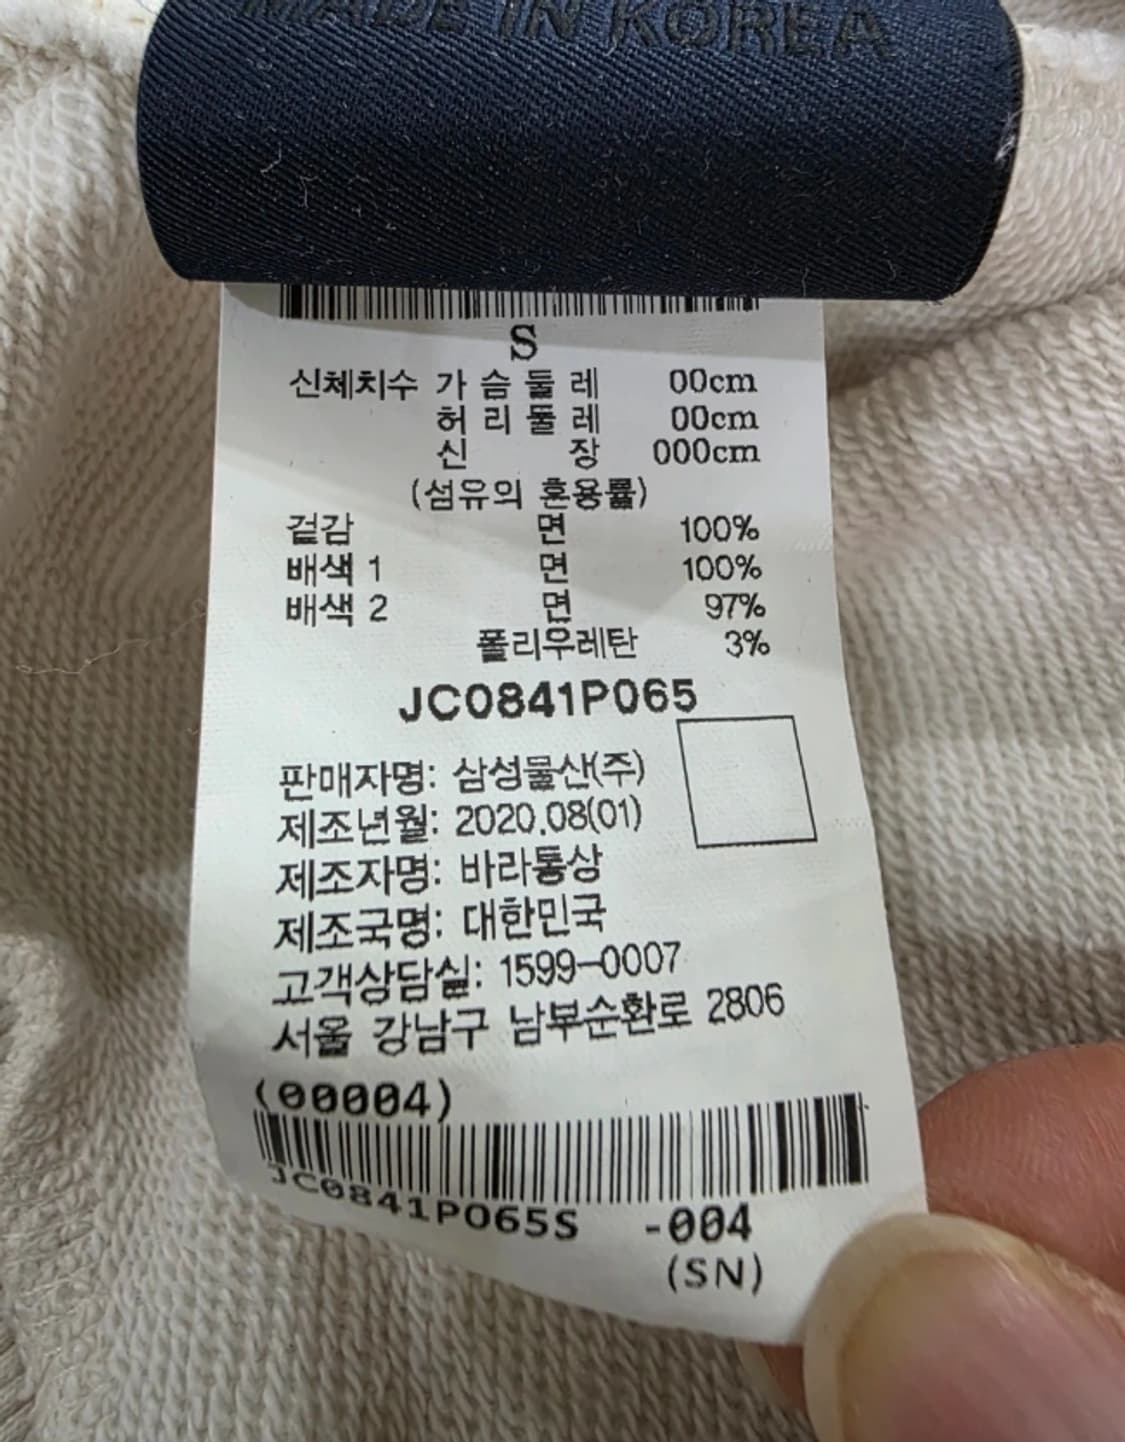 MADE IN KOREA
S
신체치수 가 슴 둘 레 00cm
허 리 둘 레 00cm
신 장 000cm
(섬유의 혼용률)
겉감 면 100%
배색 1 면 100%
배색 2 면 97%
폴리우레탄 3%
JC0841P065
판매자명: 삼성물산(주)
제조년월: 2020.08(01)
제조자명: 바라통상
제조국명: 대한민국
고객상담실: 1599-0007
서울 강남구 남부순환로 2806
(00004)
JC0841P065S -004
(SN)